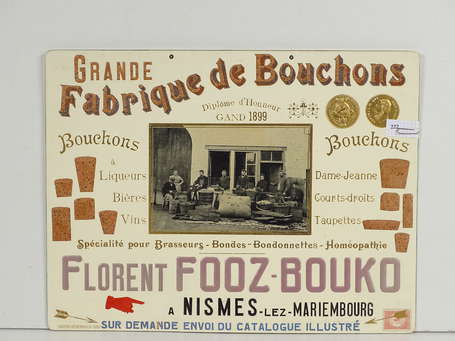 GRANDE
Fabrique de Bouchons
Diplôme d'Honneur
GAND 1899
Bouchons
à
Liqueurs
Bières
Vins
Bouchons
Dame-Jeanne
Courts-droits
Taupettes
Spécialité pour Brasseurs - Bondes - Bondonnettes - Homéopathie
FLORENT FOOZ-BOUKO
A NISMES-LEZ-MARIEMBOURG
SUR DEMANDE ENVOI DU CATALOGUE ILLUSTRÉ